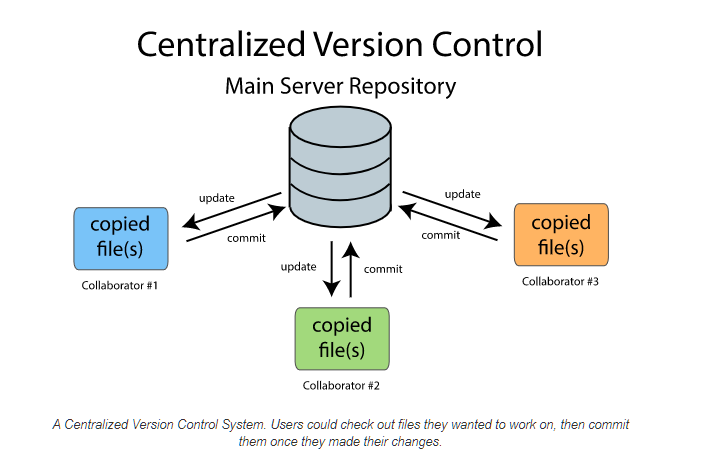 Centralized Version Control
Main Server Repository
update
commit
copied
file(s)
Collaborator #1
update
commit
copied
file(s)
Collaborator #2
update
commit
copied
file(s)
Collaborator #3
A Centralized Version Control System. Users could check out files they wanted to work on, then commit
them once they made their changes.